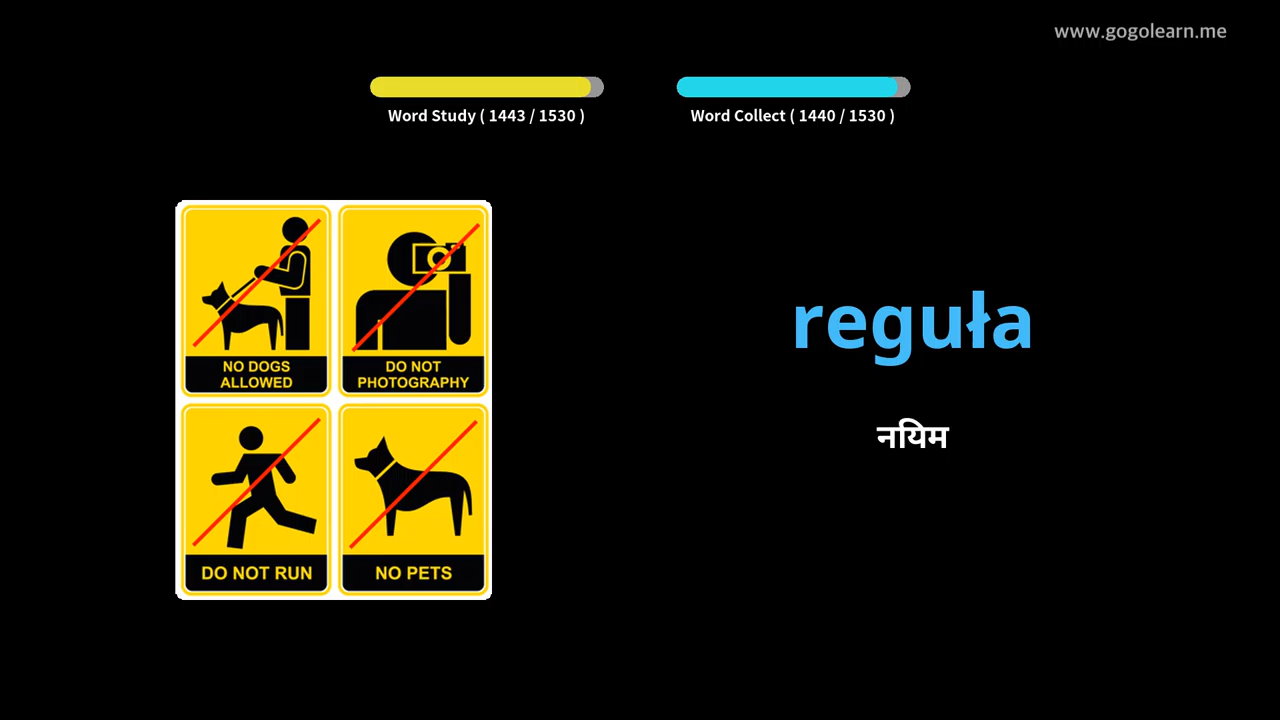 www.gogolearn.me
Word Study ( 1443 / 1530 )
Word Collect ( 1440 / 1530 )
NO DOGS
ALLOWED
DO NOT
PHOTOGRAPHY
DO NOT RUN
NO PETS
reguła
नयिम